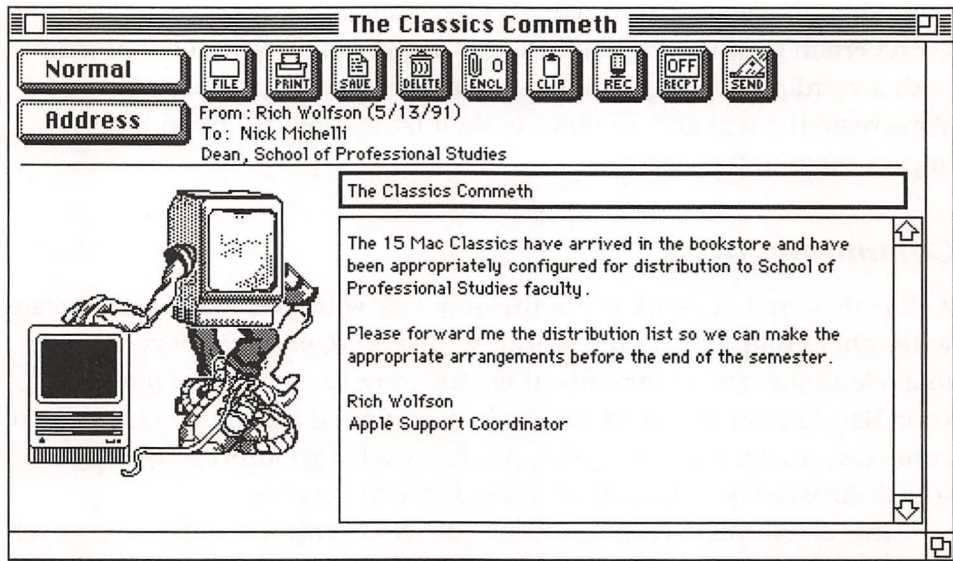 The Classics Commeth
Normal
Address
FILE PRINT SAVE DELETE ENCL CLIP REC OFF RECPT SEND
From: Rich Wolfson (5/13/91)
To: Nick Michelli
Dean, School of Professional Studies
The Classics Commeth
The 15 Mac Classics have arrived in the bookstore and have
been appropriately configured for distribution to School of
Professional Studies faculty.
Please forward me the distribution list so we can make the
appropriate arrangements before the end of the semester.
Rich Wolfson
Apple Support Coordinator